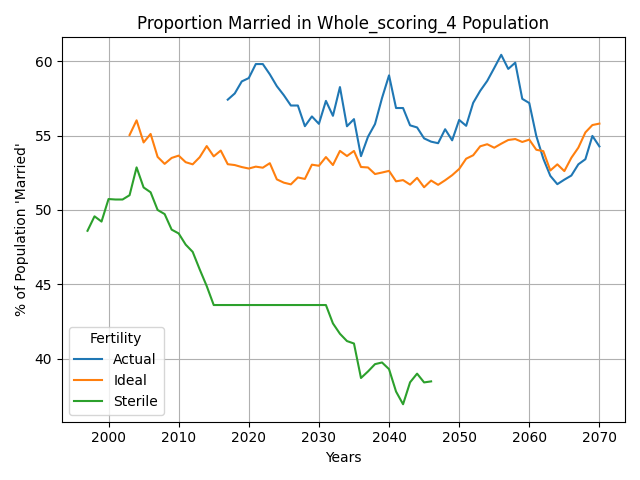 Proportion Married in Whole_scoring_4 Population
% of Population 'Married'
60
55
50
45
40
Fertility
Actual
Ideal
Sterile
2000 2010 2020 2030 2040 2050 2060 2070
Years